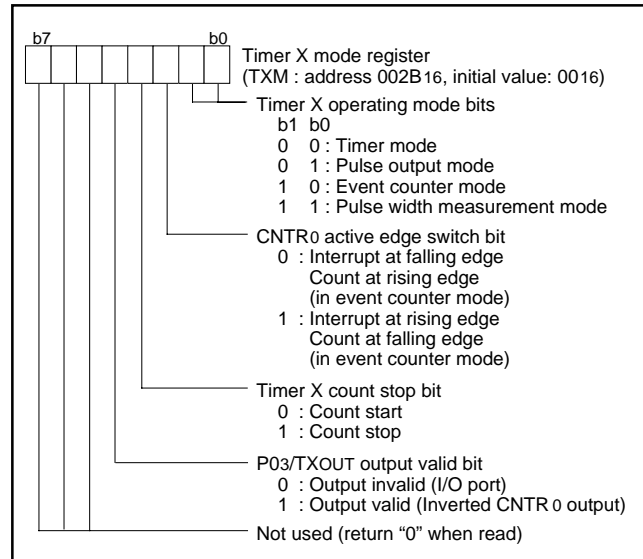 b7 b0
Timer X mode register
(TXM : address 002B16, initial value: 0016)
Timer X operating mode bits
b1 b0
0 0 : Timer mode
0 1 : Pulse output mode
1 0 : Event counter mode
1 1 : Pulse width measurement mode
CNTR0 active edge switch bit
0 : Interrupt at falling edge
Count at rising edge
(in event counter mode)
1 : Interrupt at rising edge
Count at falling edge
(in event counter mode)
Timer X count stop bit
0 : Count start
1 : Count stop
P03/TXOUT output valid bit
0 : Output invalid (I/O port)
1 : Output valid (Inverted CNTR0 output)
Not used (return “0” when read)